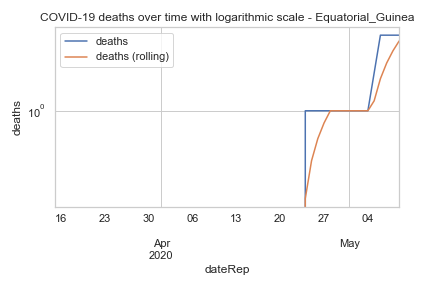 COVID-19 deaths over time with logarithmic scale - Equatorial_Guinea
deaths
deaths (rolling)
deaths
10⁰
16 23 30 06 13 20 27 04
Apr May
2020
dateRep